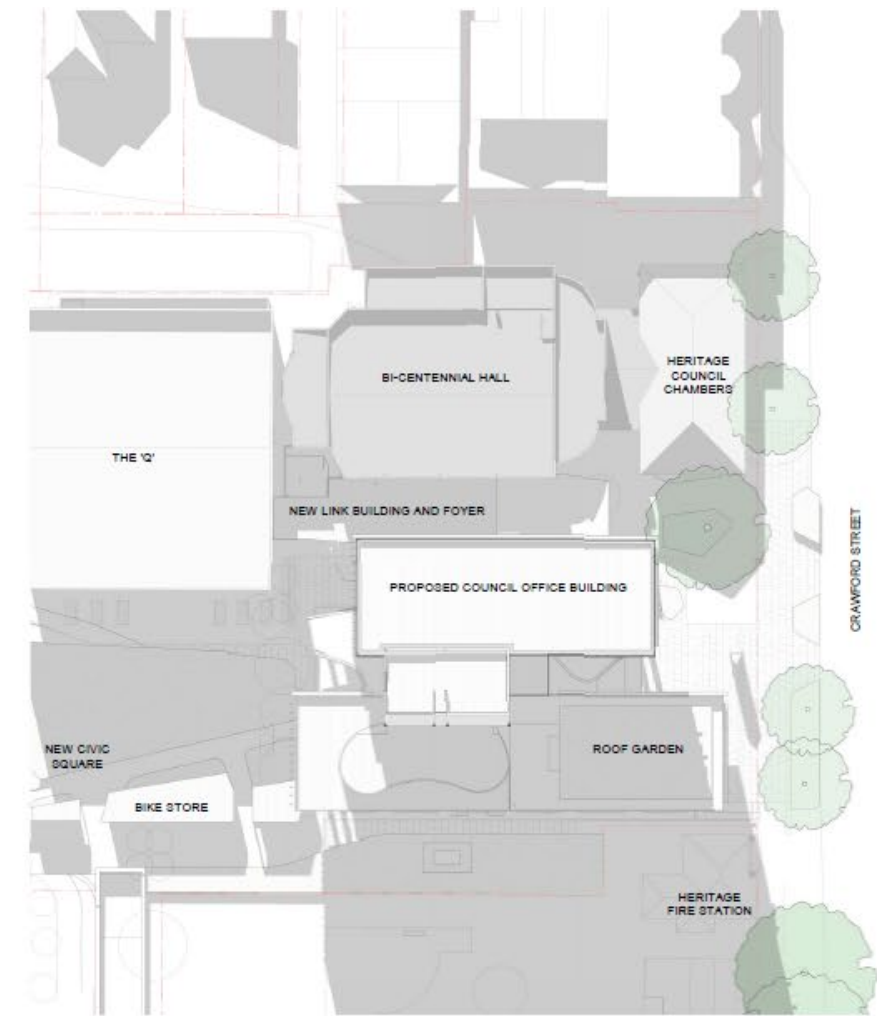 HERITAGE
COUNCIL
CHAMBERS
BI-CENTENNIAL HALL
THE 'Q'
NEW LINK BUILDING AND FOYER
CRAWFORD STREET
PROPOSED COUNCIL OFFICE BUILDING
NEW CIVIC
SQUARE
ROOF GARDEN
BIKE STORE
HERITAGE
FIRE STATION